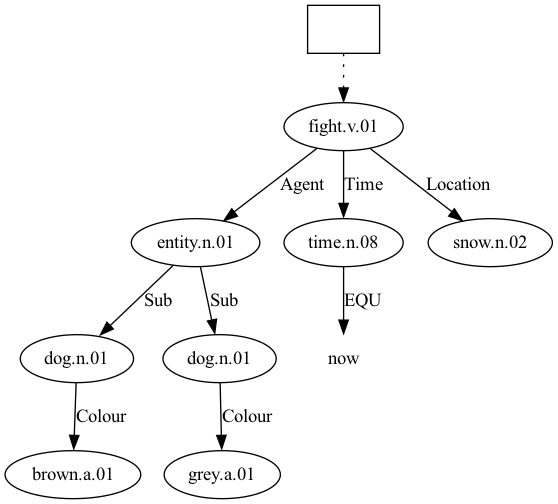 fight.v.01
Agent Time Location
entity.n.01 time.n.08 snow.n.02
Sub Sub EQU
dog.n.01 dog.n.01 now
Colour Colour
brown.a.01 grey.a.01